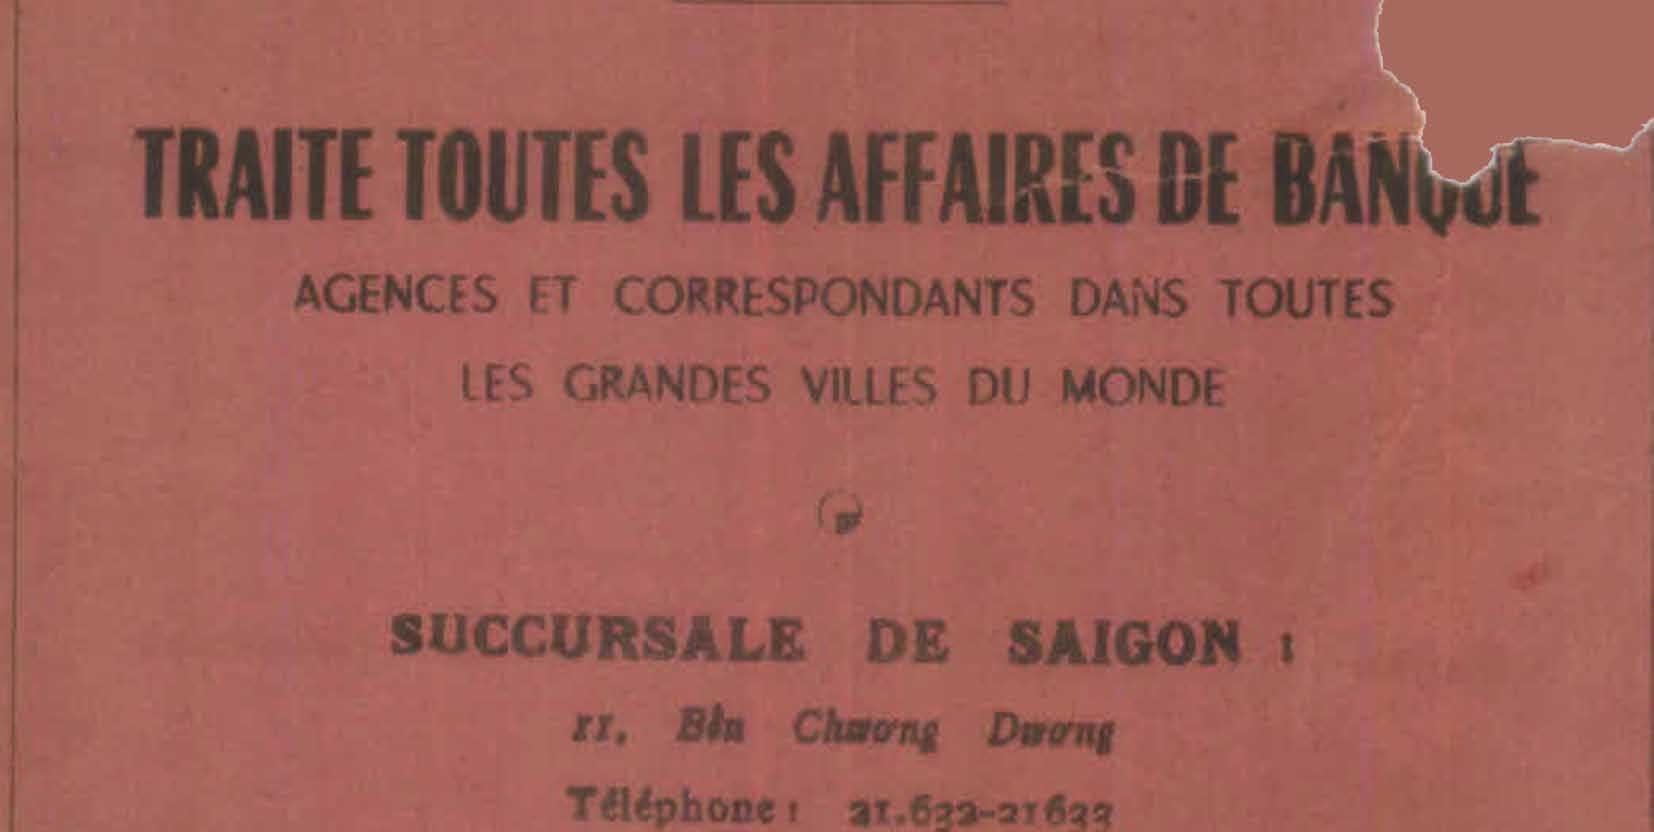 TRAITE TOUTES LES AFFAIRES DE BANQUE
AGENCES ET CORRESPONDANTS DANS TOUTES
LES GRANDES VILLES DU MONDE
SUCCURSALE DE SAIGON :
11, Bến Chương Dương
Téléphone : 21.632-21633